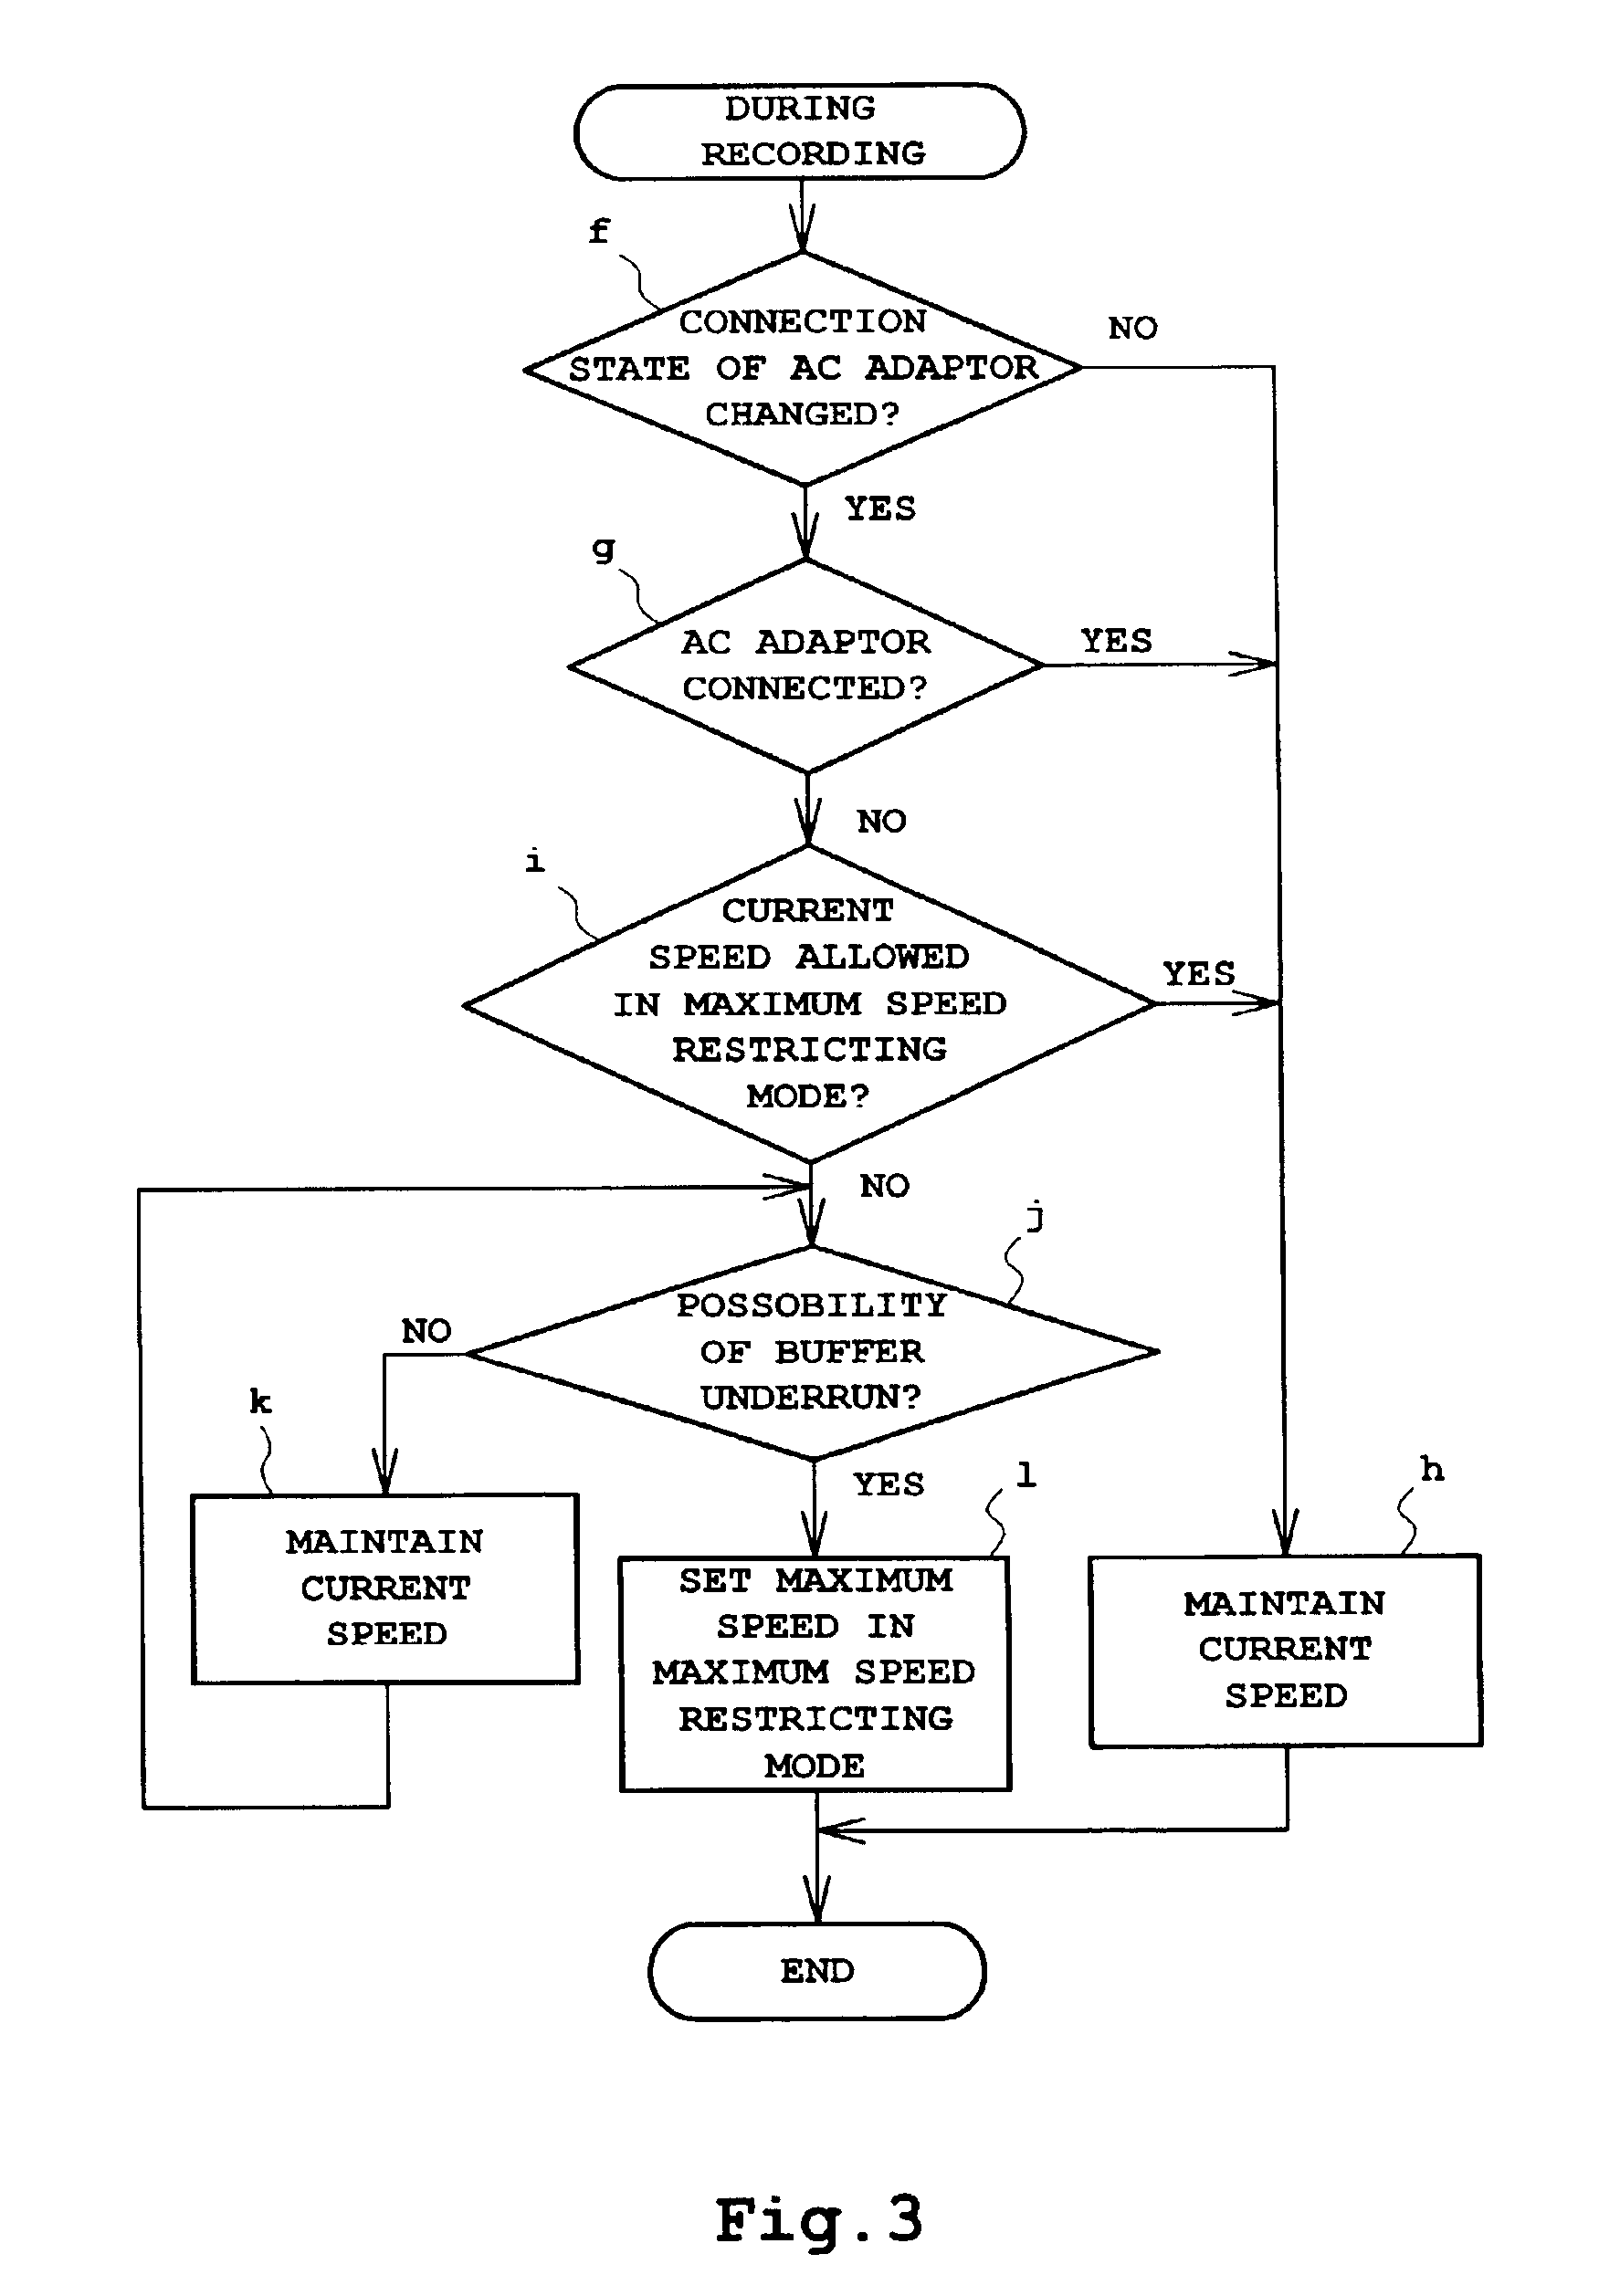 DURING
RECORDING
f
CONNECTION
STATE OF AC ADAPTOR
CHANGED?
NO
YES
g
AC ADAPTOR
CONNECTED?
YES
NO
i
CURRENT
SPEED ALLOWED
IN MAXIMUM SPEED
RESTRICTING
MODE?
YES
NO
j
POSSOBILITY
OF BUFFER
UNDERRUN?
NO
YES
k
MAINTAIN
CURRENT
SPEED
l
SET MAXIMUM
SPEED IN
MAXIMUM SPEED
RESTRICTING
MODE
h
MAINTAIN
CURRENT
SPEED
END
Fig.3